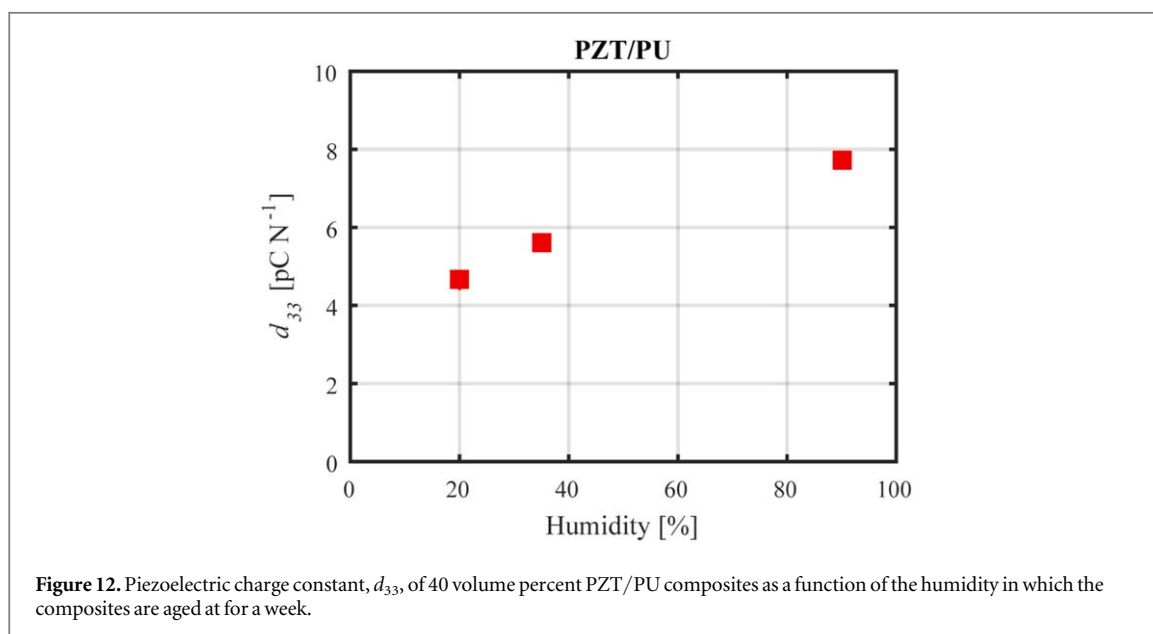 PZT/PU
10
8
6
4
2
0
d33 [pC N-1]
0 20 40 60 80 100
Humidity [%]
Figure 12. Piezoelectric charge constant, d33, of 40 volume percent PZT/PU composites as a function of the humidity in which the
composites are aged at for a week.